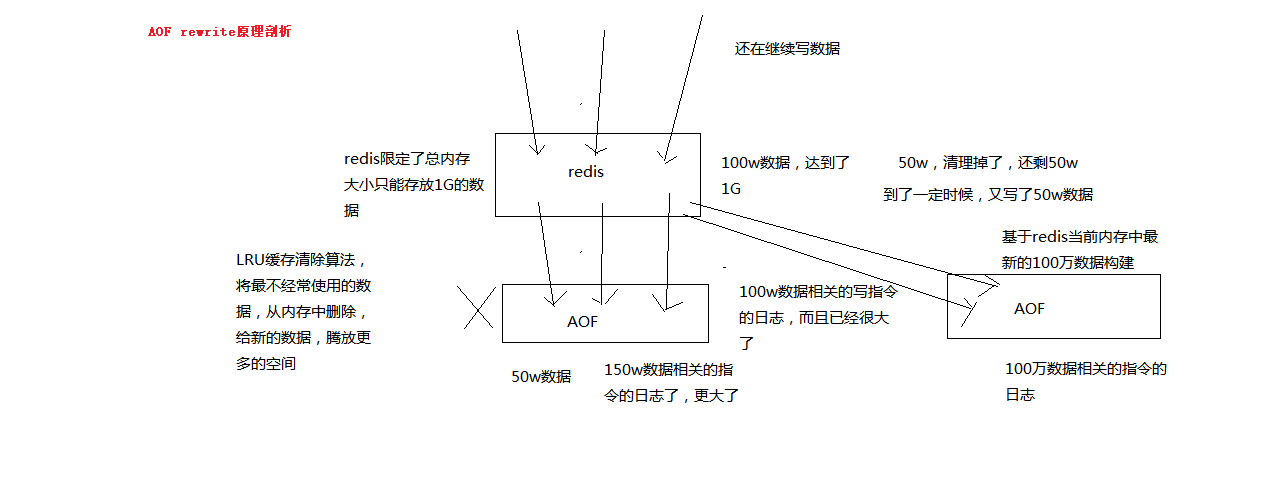 AOF rewrite原理剖析
还在继续写数据
redis限定了总内存
大小只能存放1G的数
据
redis
100w数据，达到了
1G
50w，清理掉了，还剩50w
到了一定时候，又写了50w数据
LRU缓存清除算法，
将最不经常使用的数
据，从内存中删除，
给新的数据，腾放更
多的空间
AOF
100w数据相关的写指令
的日志，而且已经很大
了
50w数据
150w数据相关的指
令的日志了，更大了
基于redis当前内存中最
新的100万数据构建
AOF
100万数据相关的指令的
日志